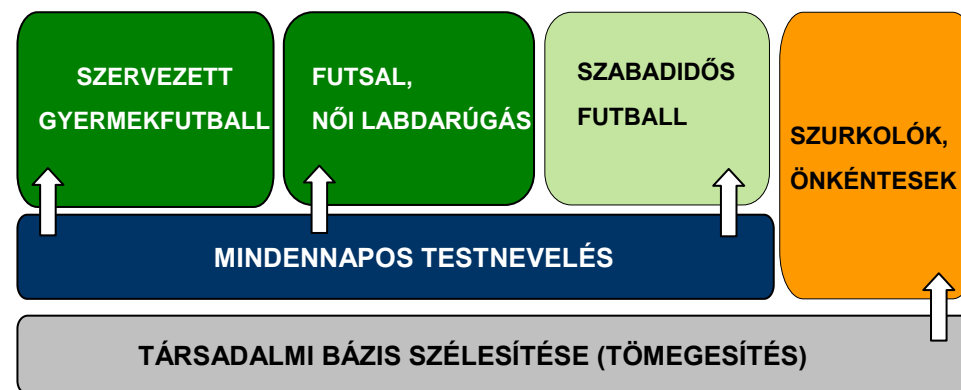 SZERVEZETT
GYERMEKFUTBALL
FUTSAL,
NŐI LABDARÚGÁS
SZABADIDŐS
FUTBALL
SZURKOLÓK,
ÖNKÉNTESEK
MINDENNAPOS TESTNEVELÉS
TÁRSADALMI BÁZIS SZÉLESÍTÉSE (TÖMEGESÍTÉS)